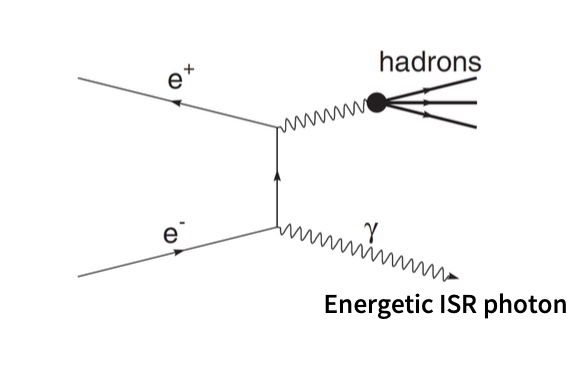 hadrons
e⁺
e⁻
γ
Energetic ISR photon